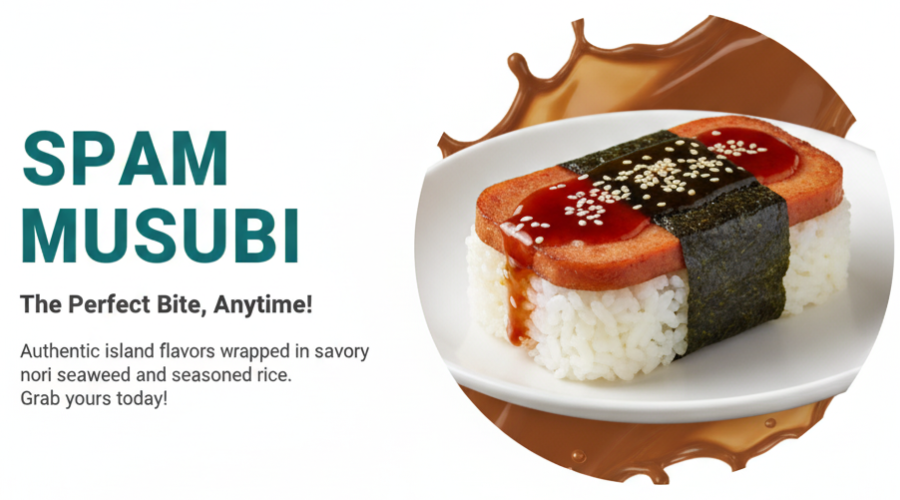 SPAM
MUSUBI
The Perfect Bite, Anytime!
Authentic island flavors wrapped in savory
nori seaweed and seasoned rice.
Grab yours today!